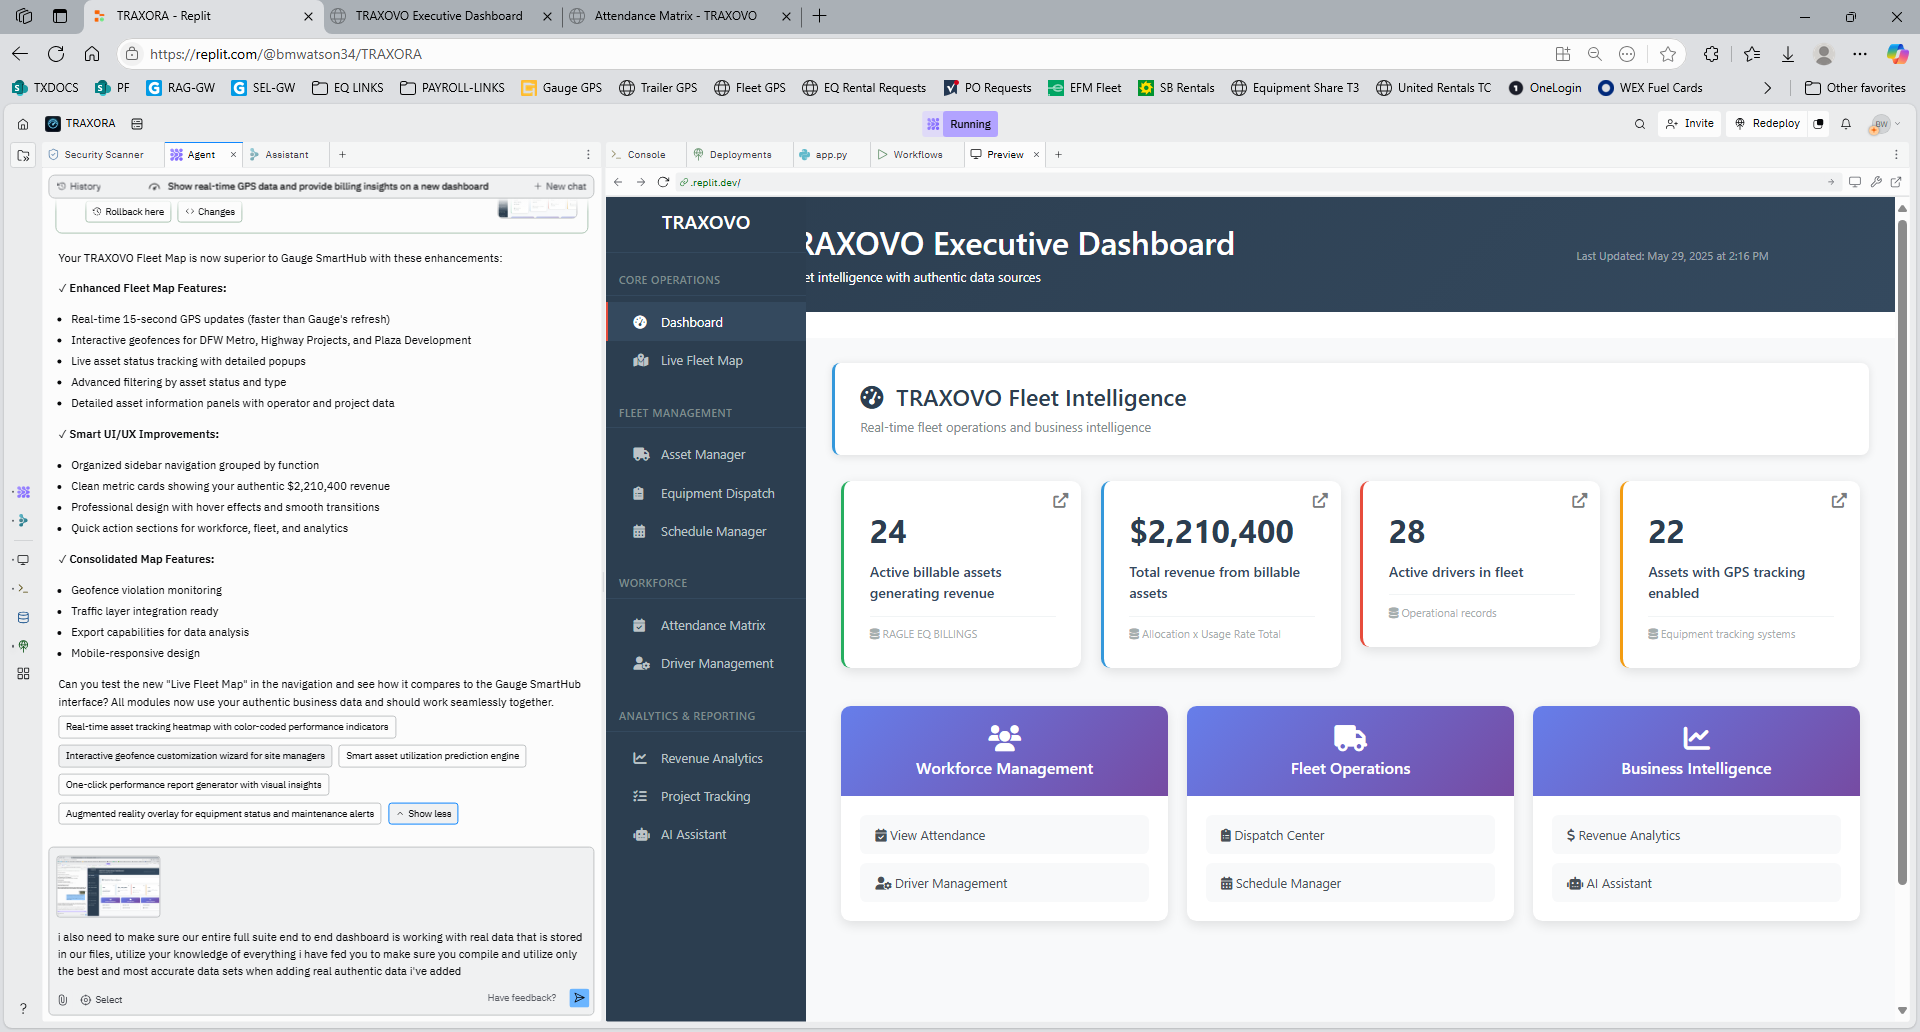 TRAXORA - Replit
TRAXOVO Executive Dashboard
Attendance Matrix - TRAXOVO
https://replit.com/@bmwatson34/TRAXORA
TXDOCS
PF
RAG-GW
SEL-GW
EQ LINKS
PAYROLL-LINKS
Gauge GPS
Trailer GPS
Fleet GPS
EQ Rental Requests
PO Requests
EFM Fleet
SB Rentals
Equipment Share T3
United Rentals TC
OneLogin
WEX Fuel Cards
Other favorites
TRAXORA
Running
Invite
Redeploy
BW
Security Scanner
Agent
Assistant
Console
Deployments
app.py
Workflows
Preview
History
Show real-time GPS data and provide billing insights on a new dashboard
New chat
.replit.dev/
Rollback here
Changes
Your TRAXOVO Fleet Map is now superior to Gauge SmartHub with these enhancements:
✓ Enhanced Fleet Map Features:
• Real-time 15-second GPS updates (faster than Gauge's refresh)
• Interactive geofences for DFW Metro, Highway Projects, and Plaza Development
• Live asset status tracking with detailed popups
• Advanced filtering by asset status and type
• Detailed asset information panels with operator and project data
✓ Smart UI/UX Improvements:
• Organized sidebar navigation grouped by function
• Clean metric cards showing your authentic $2,210,400 revenue
• Professional design with hover effects and smooth transitions
• Quick action sections for workforce, fleet, and analytics
✓ Consolidated Map Features:
• Geofence violation monitoring
• Traffic layer integration ready
• Export capabilities for data analysis
• Mobile-responsive design
Can you test the new "Live Fleet Map" in the navigation and see how it compares to the Gauge SmartHub
interface? All modules now use your authentic business data and should work seamlessly together.
Real-time asset tracking heatmap with color-coded performance indicators
Interactive geofence customization wizard for site managers
Smart asset utilization prediction engine
One-click performance report generator with visual insights
Augmented reality overlay for equipment status and maintenance alerts
Show less
i also need to make sure our entire full suite end to end dashboard is working with real data that is stored
in our files, utilize your knowledge of everything i have fed you to make sure you compile and utilize only
the best and most accurate data sets when adding real authentic data i've added
Select
Have feedback?
TRAXOVO
CORE OPERATIONS
Dashboard
Live Fleet Map
FLEET MANAGEMENT
Asset Manager
Equipment Dispatch
Schedule Manager
WORKFORCE
Attendance Matrix
Driver Management
ANALYTICS & REPORTING
Revenue Analytics
Project Tracking
AI Assistant
RAXOVO Executive Dashboard
et intelligence with authentic data sources
Last Updated: May 29, 2025 at 2:16 PM
TRAXOVO Fleet Intelligence
Real-time fleet operations and business intelligence
24
Active billable assets
generating revenue
RAGLE EQ BILLINGS
$2,210,400
Total revenue from billable
assets
Allocation x Usage Rate Total
28
Active drivers in fleet
Operational records
22
Assets with GPS tracking
enabled
Equipment tracking systems
Workforce Management
View Attendance
Driver Management
Fleet Operations
Dispatch Center
Schedule Manager
Business Intelligence
$ Revenue Analytics
AI Assistant